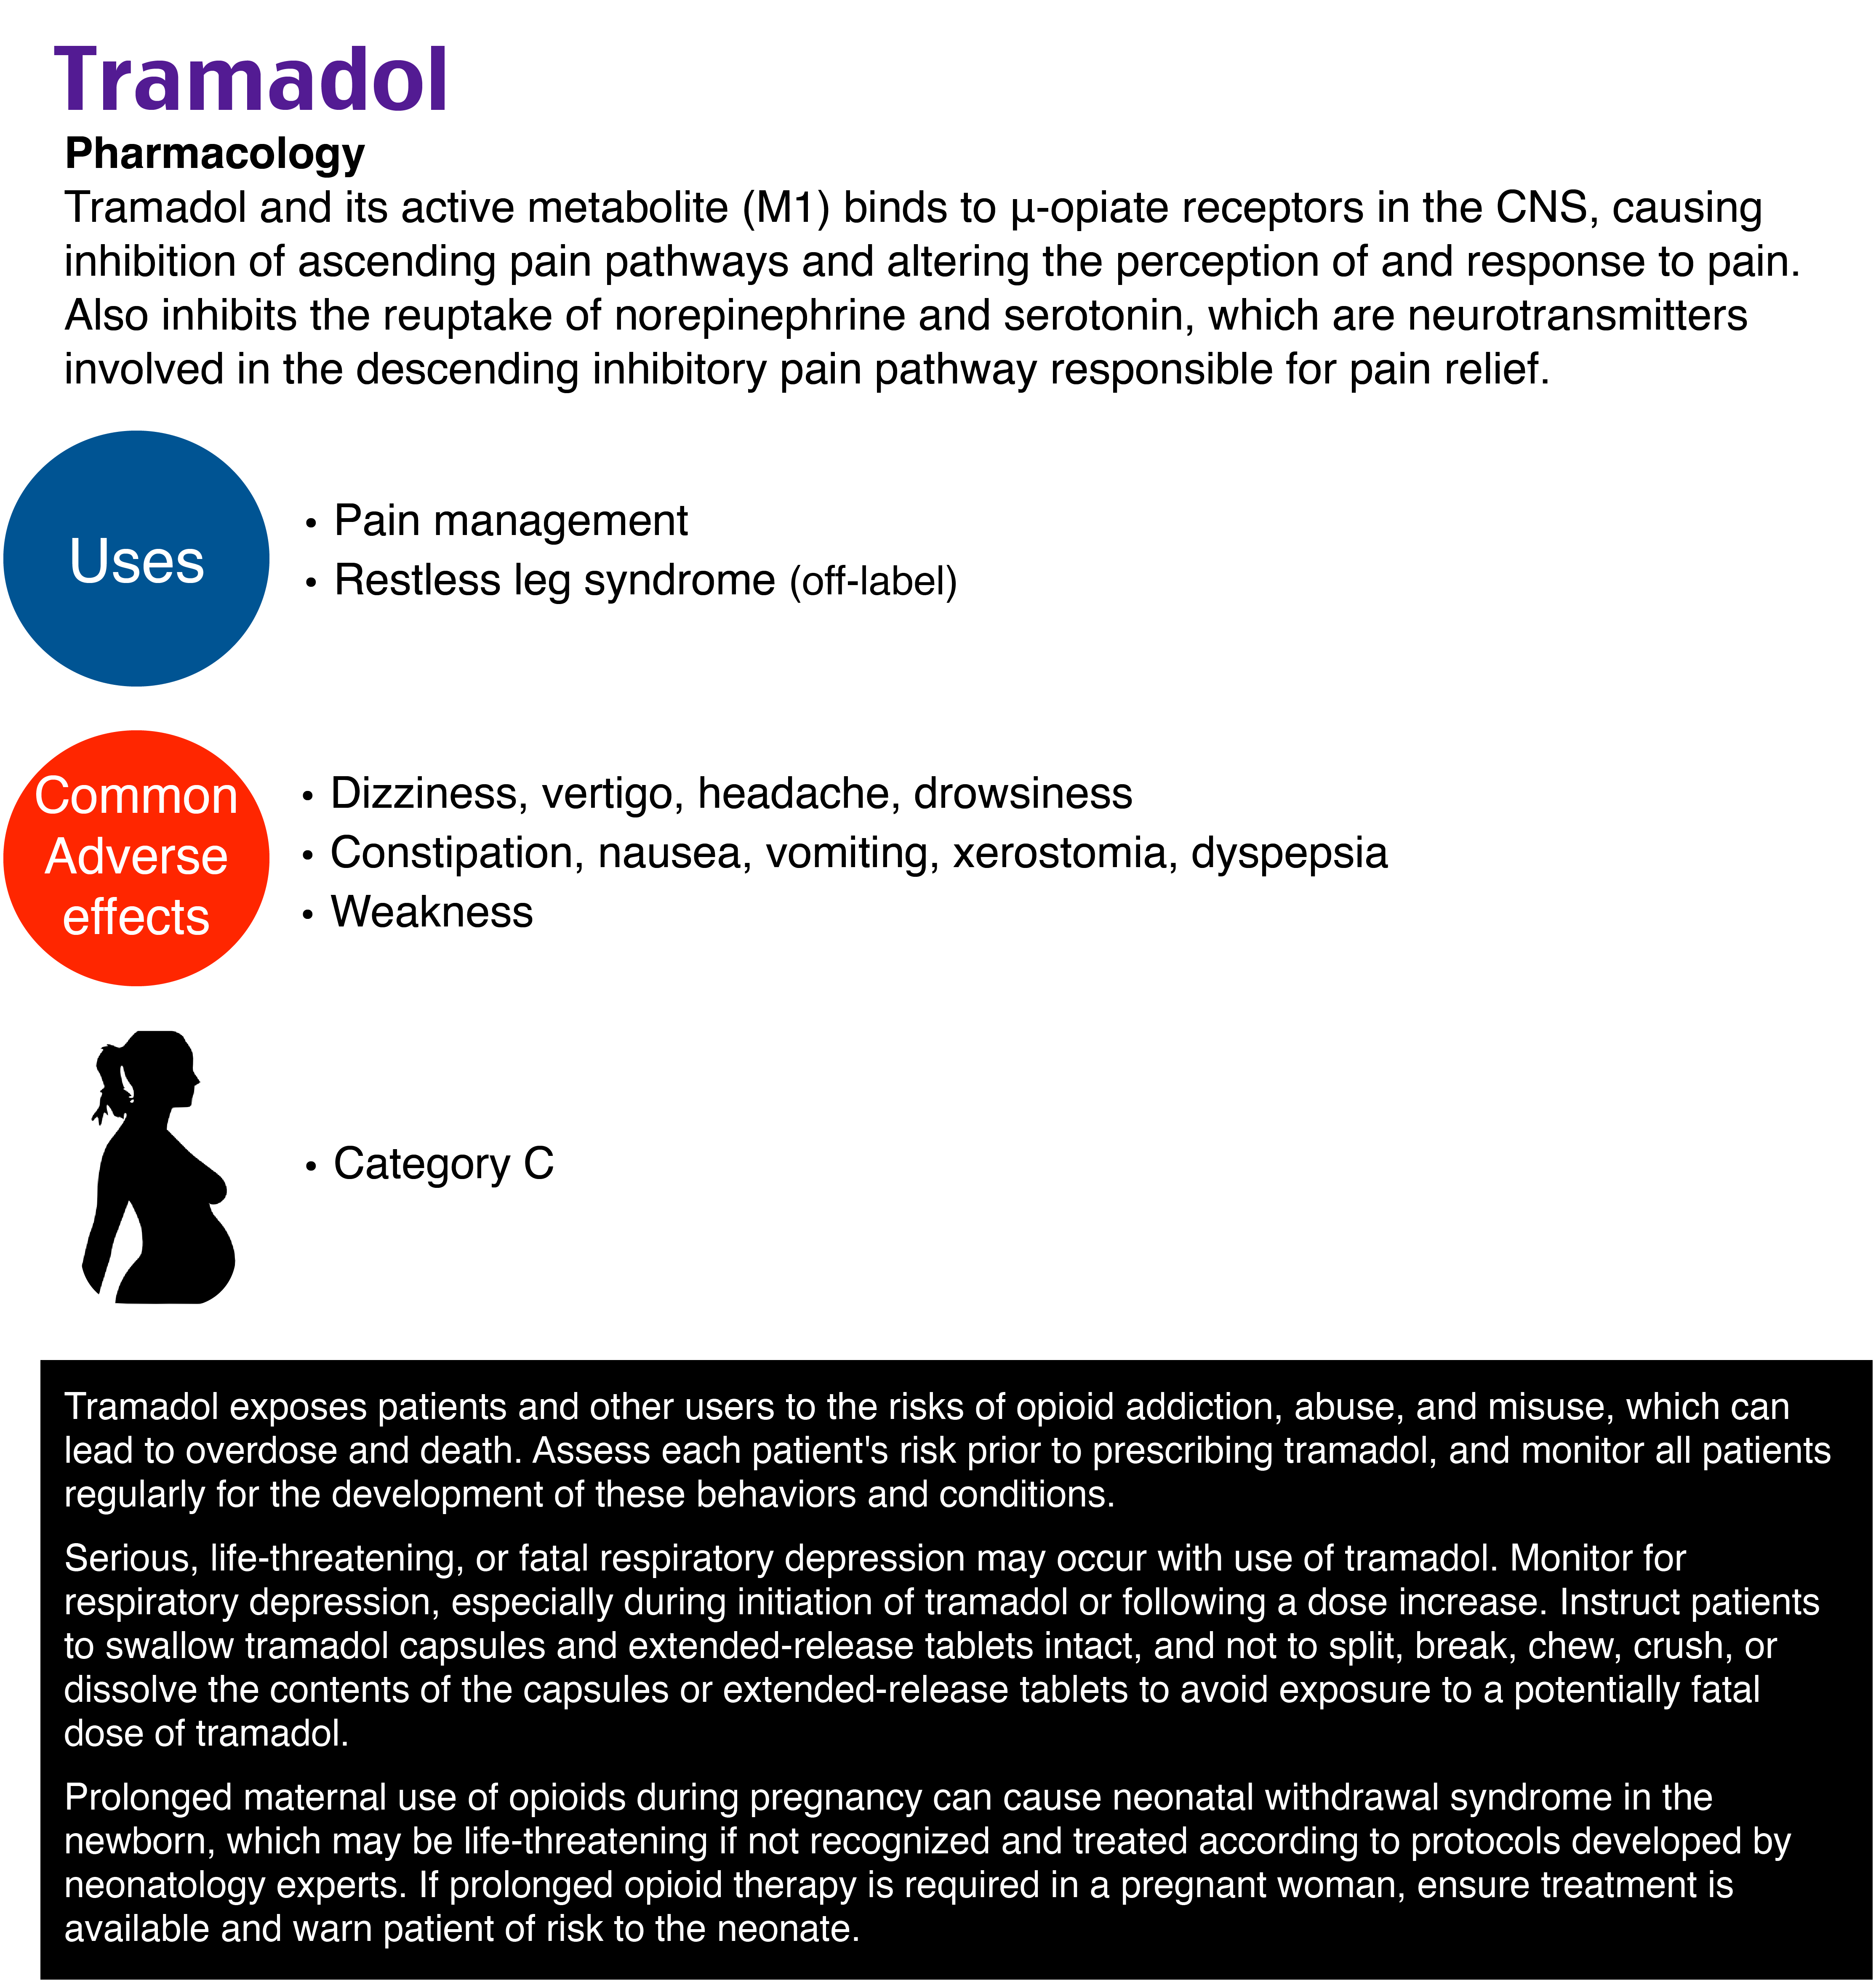 Tramadol
Pharmacology
Tramadol and its active metabolite (M1) binds to μ-opiate receptors in the CNS, causing
inhibition of ascending pain pathways and altering the perception of and response to pain.
Also inhibits the reuptake of norepinephrine and serotonin, which are neurotransmitters
involved in the descending inhibitory pain pathway responsible for pain relief.
Uses
• Pain management
• Restless leg syndrome (off-label)
Common
Adverse
effects
• Dizziness, vertigo, headache, drowsiness
• Constipation, nausea, vomiting, xerostomia, dyspepsia
• Weakness
• Category C
Tramadol exposes patients and other users to the risks of opioid addiction, abuse, and misuse, which can
lead to overdose and death. Assess each patient's risk prior to prescribing tramadol, and monitor all patients
regularly for the development of these behaviors and conditions.
Serious, life-threatening, or fatal respiratory depression may occur with use of tramadol. Monitor for
respiratory depression, especially during initiation of tramadol or following a dose increase. Instruct patients
to swallow tramadol capsules and extended-release tablets intact, and not to split, break, chew, crush, or
dissolve the contents of the capsules or extended-release tablets to avoid exposure to a potentially fatal
dose of tramadol.
Prolonged maternal use of opioids during pregnancy can cause neonatal withdrawal syndrome in the
newborn, which may be life-threatening if not recognized and treated according to protocols developed by
neonatology experts. If prolonged opioid therapy is required in a pregnant woman, ensure treatment is
available and warn patient of risk to the neonate.